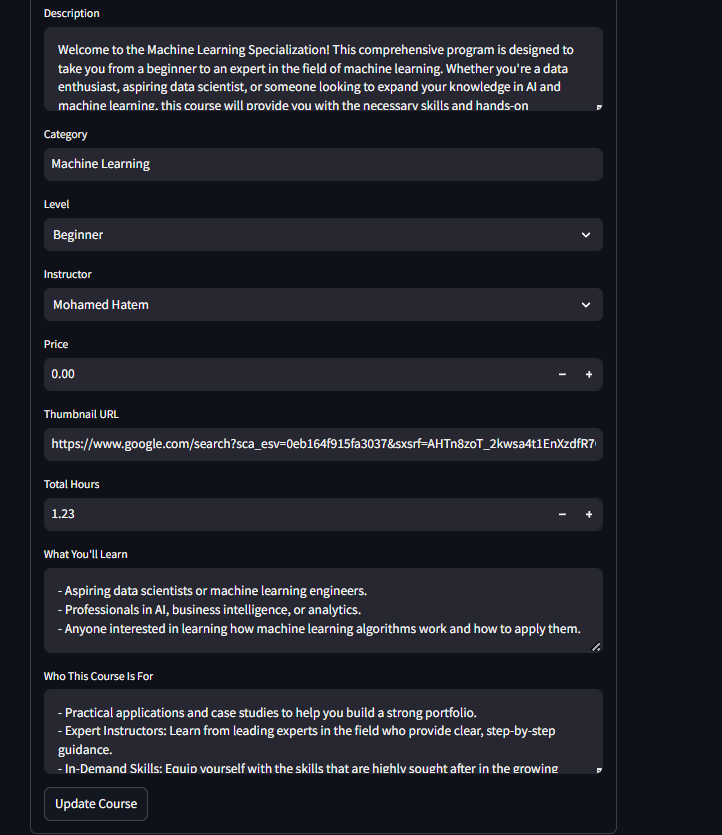 Description
Welcome to the Machine Learning Specialization! This comprehensive program is designed to
take you from a beginner to an expert in the field of machine learning. Whether you're a data
enthusiast, aspiring data scientist, or someone looking to expand your knowledge in AI and
machine learning, this course will provide you with the necessary skills and hands-on
Category
Machine Learning
Level
Beginner
Instructor
Mohamed Hatem
Price
0.00
Thumbnail URL
https://www.google.com/search?sca_esv=0eb164f915fa3037&sxsrf=AHTn8zoT_2kwsa4t1EnXzdfR7
Total Hours
1.23
What You'll Learn
- Aspiring data scientists or machine learning engineers.
- Professionals in AI, business intelligence, or analytics.
- Anyone interested in learning how machine learning algorithms work and how to apply them.
Who This Course Is For
- Practical applications and case studies to help you build a strong portfolio.
- Expert Instructors: Learn from leading experts in the field who provide clear, step-by-step
guidance.
- In-Demand Skills: Equip yourself with the skills that are highly sought after in the growing
Update Course